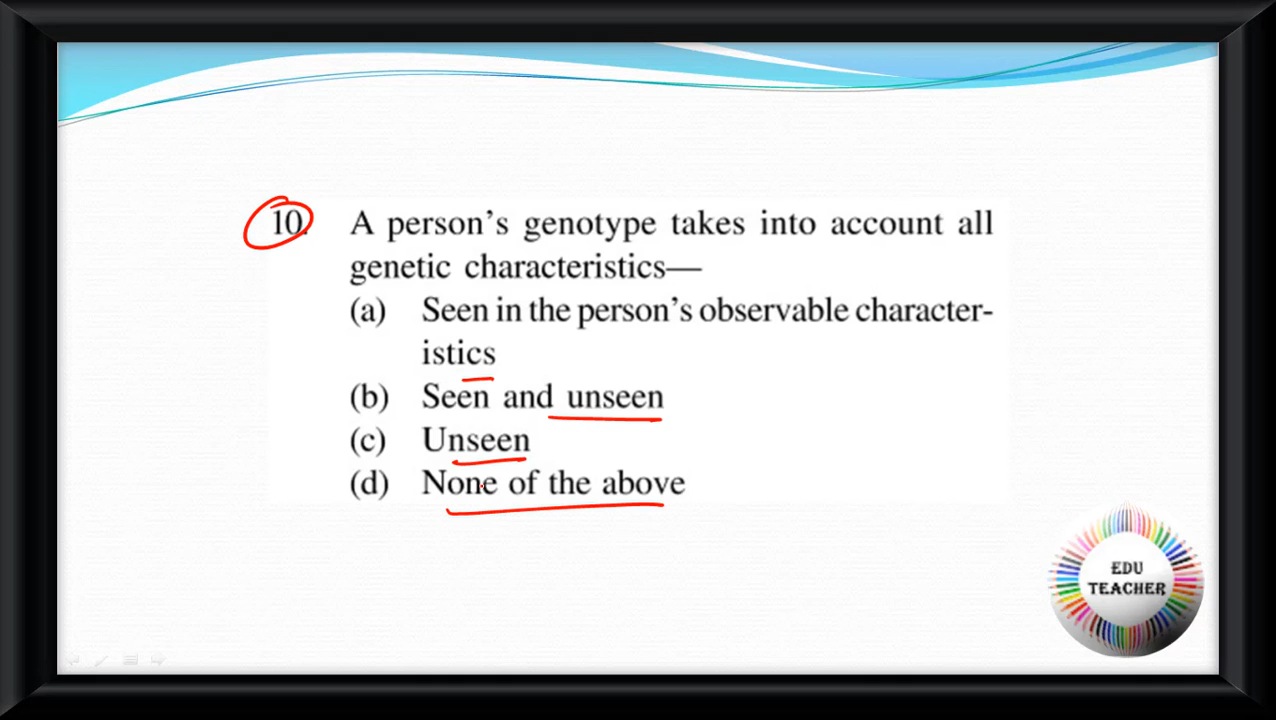 10. A person's genotype takes into account all
genetic characteristics—
(a) Seen in the person's observable character-
istics
(b) Seen and unseen
(c) Unseen
(d) None of the above
EDU
TEACHER